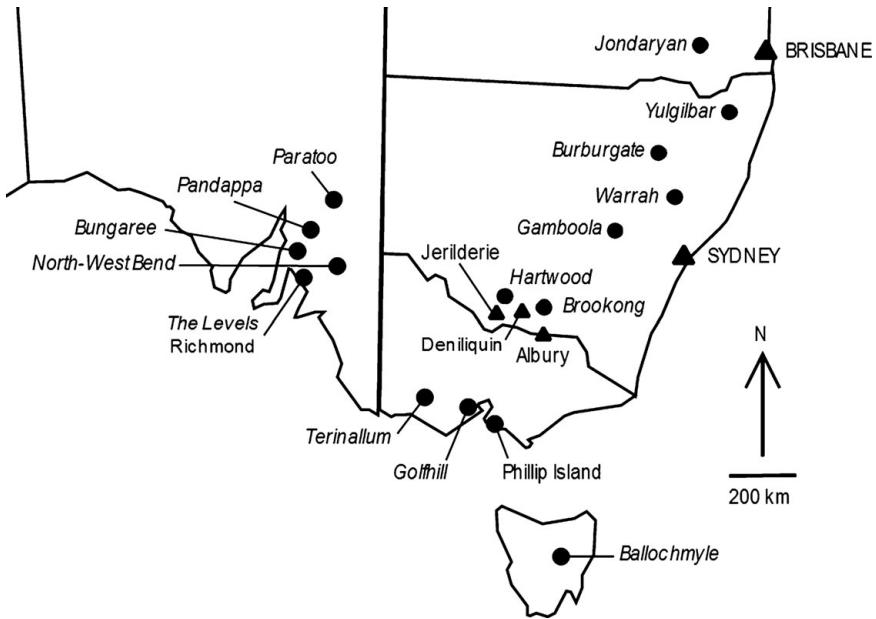 Jondaryan
BRISBANE
Yulgilbar
Burburgate
Paratoo
Pandappa
Warrah
Bungaree
Gamboola
North-West Bend
Jerilderie
SYDNEY
Hartwood
Brookong
The Levels
Richmond
Deniliquin
Albury
N
Terinallum
Golfhill
Phillip Island
200 km
Ballochmyle